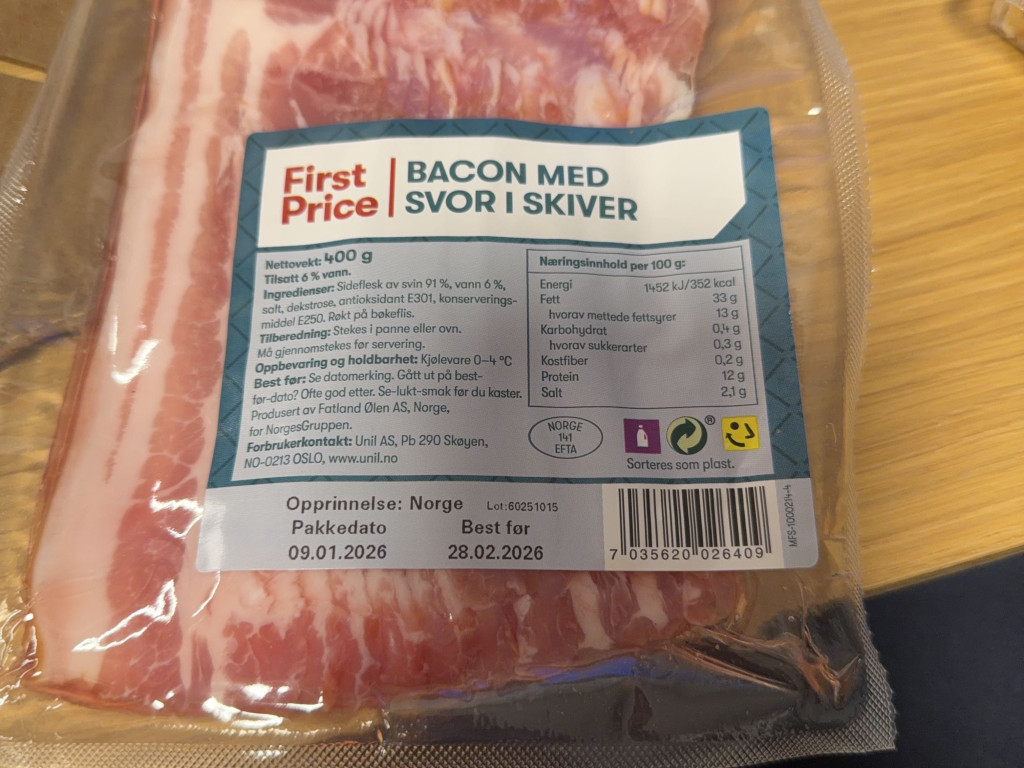 First
Price
BACON MED
SVOR I SKIVER
Nettovekt: 400 g
Tilsatt 6 % vann.
Ingredienser: Sideflesk av svin 91 %, vann 6 %,
salt, dekstrose, antioksidant E301, konserverings-
middel E250. Røkt på bøkeflis.
Tilberedning: Stekes i panne eller ovn.
Må gjennomstekes før servering.
Oppbevaring og holdbarhet: Kjølevare 0–4 °C
Best før: Se datomerking. Gått ut på best-
før-dato? Ofte god etter. Se-lukt-smak før du kaster.
Produsert av Fatland Ølen AS, Norge,
for NorgesGruppen.
Forbrukerkontakt: Unil AS, Pb 290 Skøyen,
NO-0213 OSLO, www.unil.no
Næringsinnhold per 100 g:
Energi 1452 kJ/352 kcal
Fett 33 g
hvorav mettede fettsyrer 13 g
Karbohydrat 0,4 g
hvorav sukkerarter 0,3 g
Kostfiber 0,2 g
Protein 12 g
Salt 2,1 g
NORGE
141
EFTA
®
Sorteres som plast.
Opprinnelse: Norge Lot:60251015
Pakkedato Best før
09.01.2026 28.02.2026
7 035620 026409
MFS-1000214-4